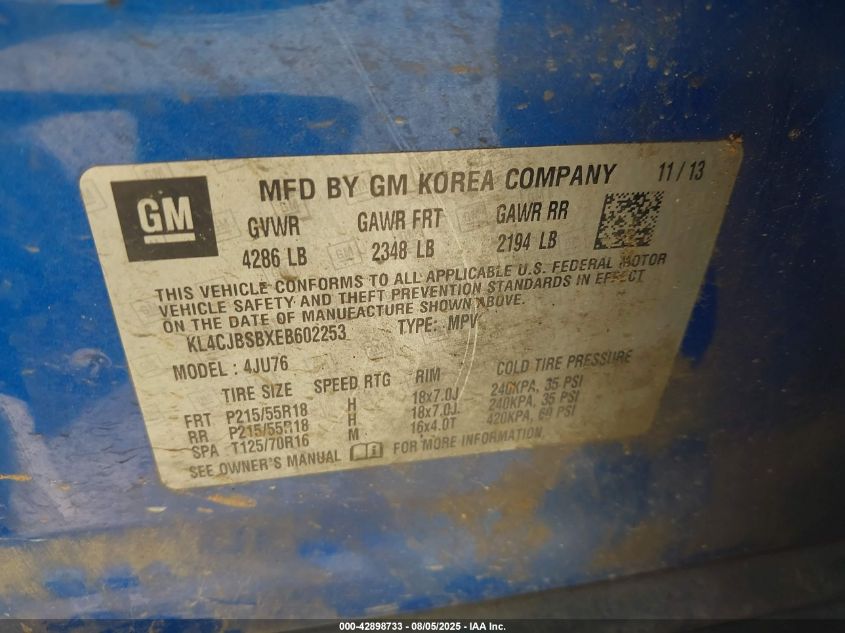 GM
MFD BY GM KOREA COMPANY 11/13
GVWR GAWR FRT GAWR RR
4286 LB 2348 LB 2194 LB
THIS VEHICLE CONFORMS TO ALL APPLICABLE U.S. FEDERAL MOTOR
VEHICLE SAFETY AND THEFT PREVENTION STANDARDS IN EFFECT
ON THE DATE OF MANUFACTURE SHOWN ABOVE.
KL4CJBSBXEB602253 TYPE: MPV
MODEL: 4JU76
TIRE SIZE SPEED RTG RIM COLD TIRE PRESSURE
FRT P215/55R18 H 18x7.0J 240KPA, 35 PSI
RR P215/55R18 H 18x7.0J. 240KPA, 35 PSI
SPA T125/70R16 M 16x4.0T 420KPA, 60 PSI
SEE OWNER'S MANUAL FOR MORE INFORMATION
000-42898733 - 08/05/2025 - IAA Inc.